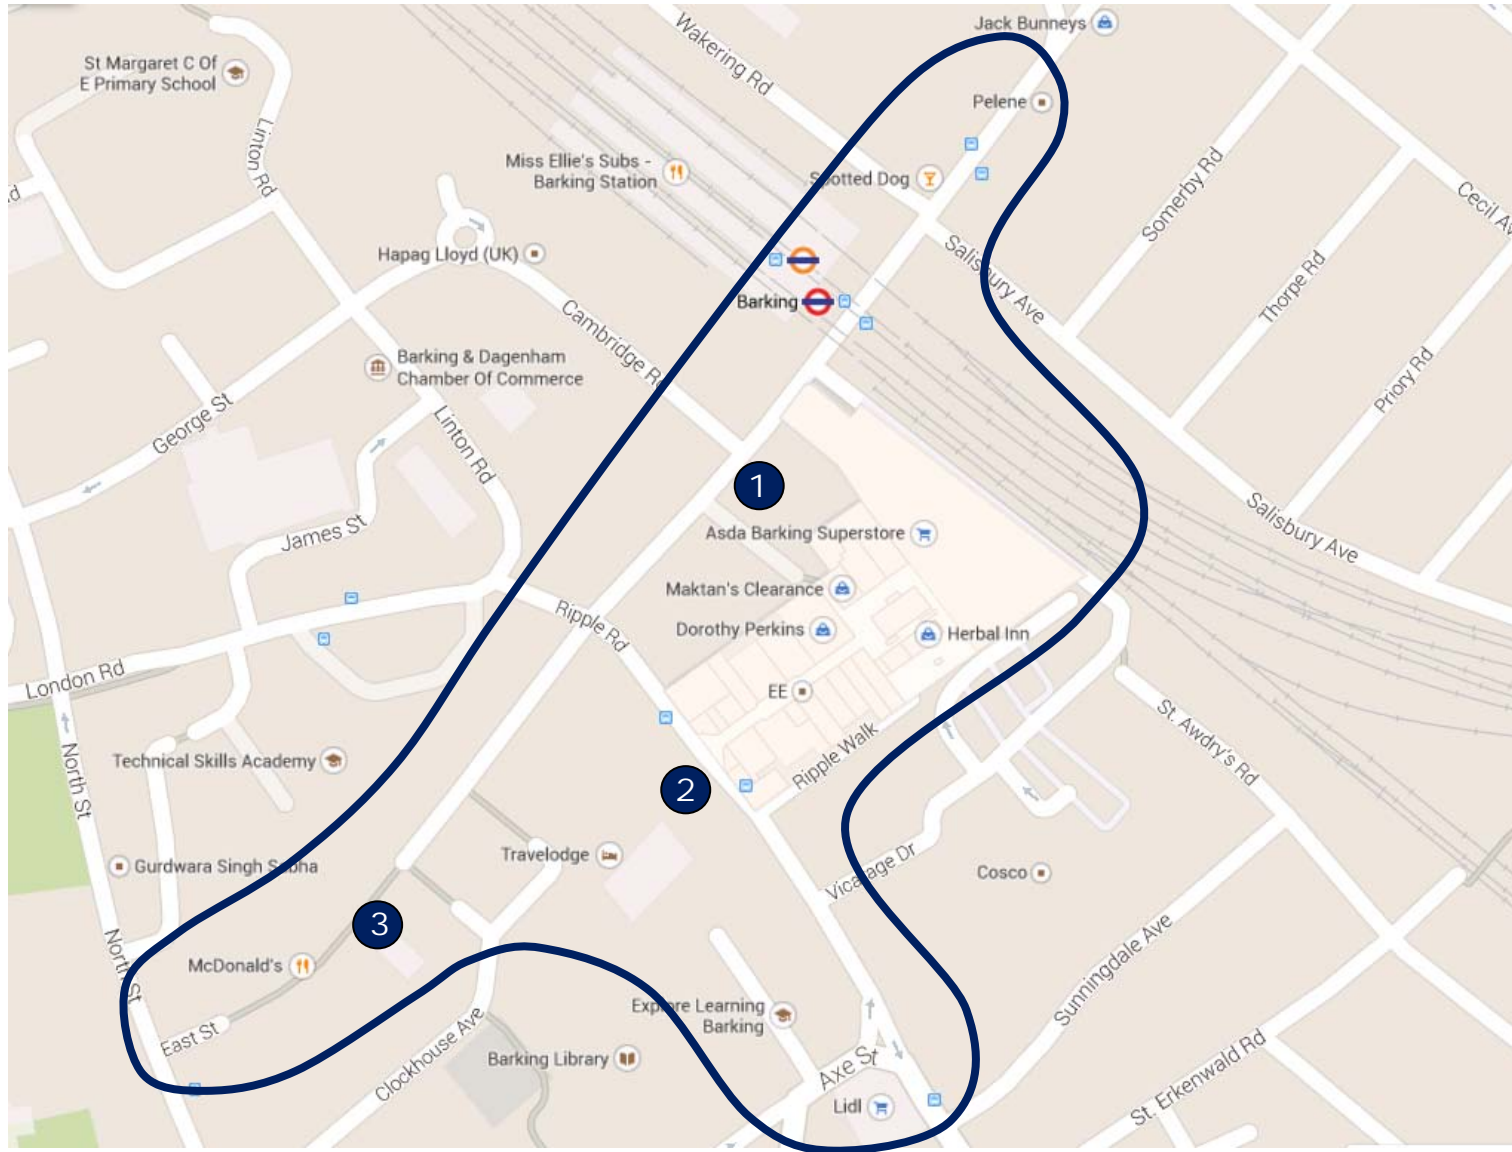 Jack Bunneys
Wakering Rd
St Margaret C Of
E Primary School
Pelene
Linton Rd
Miss Ellie's Subs -
Barking Station
Spotted Dog
Somerby Rd
Cecil Av
d
Hapag Lloyd (UK)
Salisbury Ave
Thorpe Rd
Barking
Cambridge R
Barking & Dagenham
Chamber Of Commerce
Priory Rd
George St
Linton Rd
1
Asda Barking Superstore
Salisbury Ave
James St
Maktan's Clearance
Ripple Rd
Dorothy Perkins
Herbal Inn
London Rd
EE
St. Awdry's Rd
North St
Technical Skills Academy
Ripple Walk
2
Travelodge
Gurdwara Singh Sabha
Vicarage Dr
Cosco
3
North St
McDonald's
Sunningdale Ave
Explore Learning
Barking
East St
Clockhouse Ave
Barking Library
Axe St
Lidl
St. Erkenwald Rd